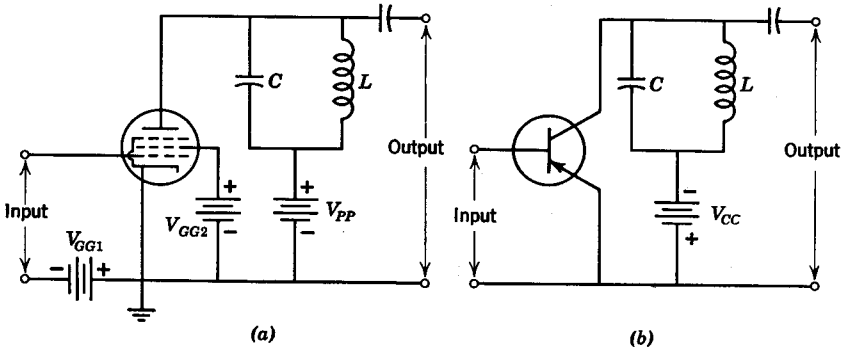 C
L
Output
+
+
Input
V_GG2
V_PP
-
-
V_GG1
-
+
(a)
C
L
Output
Input
-
V_CC
+
(b)